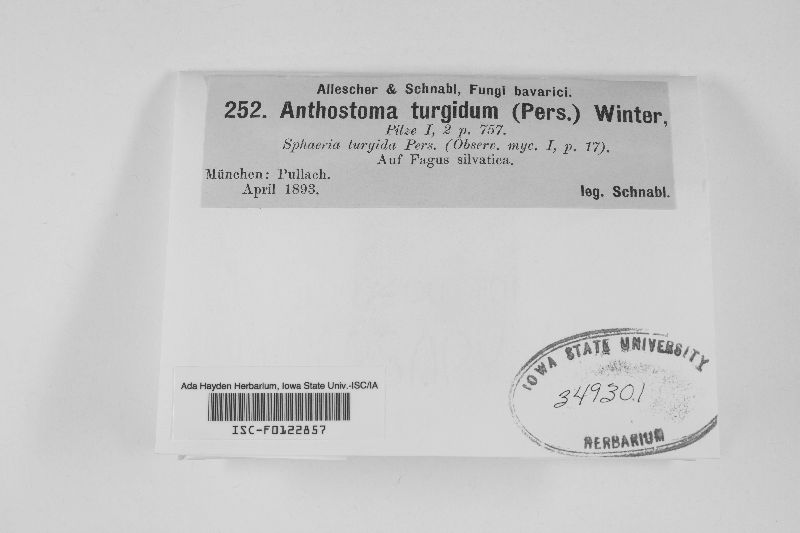 Allescher & Schnabl, Fungi bavarici.
252. Anthostoma turgidum (Pers.) Winter,
Pilze I, 2 p. 757.
Sphaeria turgida Pers. (Observ. myc. I, p. 17).
Auf Fagus silvatica.
München: Pullach.
April 1893.
leg. Schnabl.
IOWA STATE UNIVERSITY
349301
HERBARIUM
Ada Hayden Herbarium, Iowa State Univ.-ISC/IA
ISC-F0122857